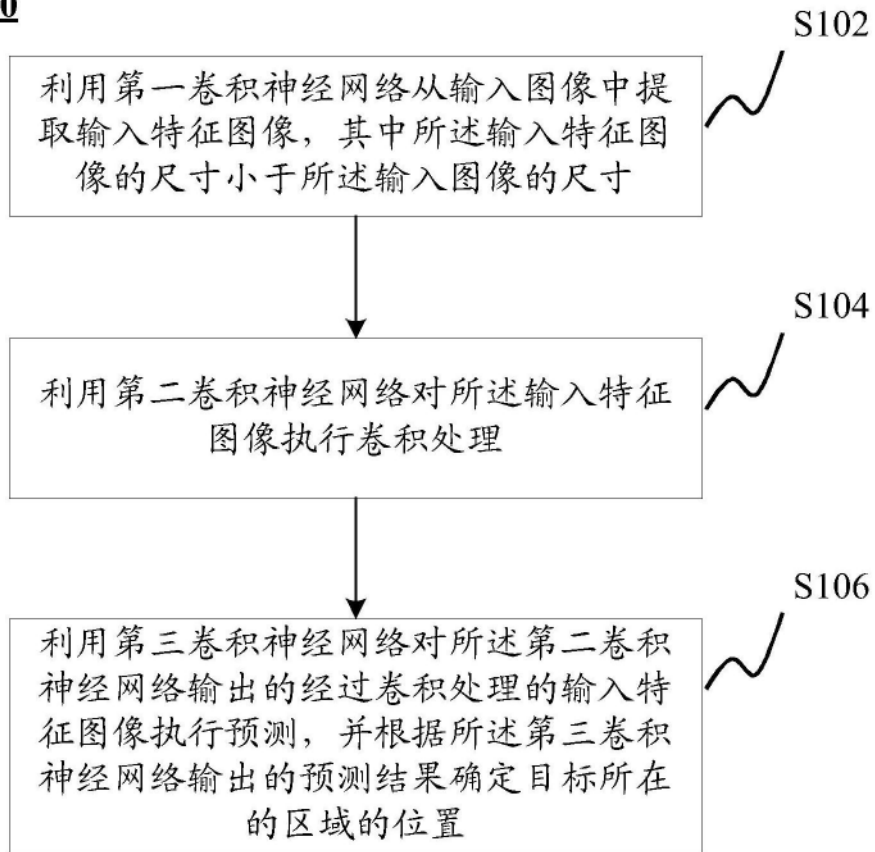 0
S102
利用第一卷积神经网络从输入图像中提
取输入特征图像，其中所述输入特征图
像的尺寸小于所述输入图像的尺寸
S104
利用第二卷积神经网络对所述输入特征
图像执行卷积处理
S106
利用第三卷积神经网络对所述第二卷积
神经网络输出的经过卷积处理的输入特
征图像执行预测，并根据所述第三卷积
神经网络输出的预测结果确定目标所在
的区域的位置